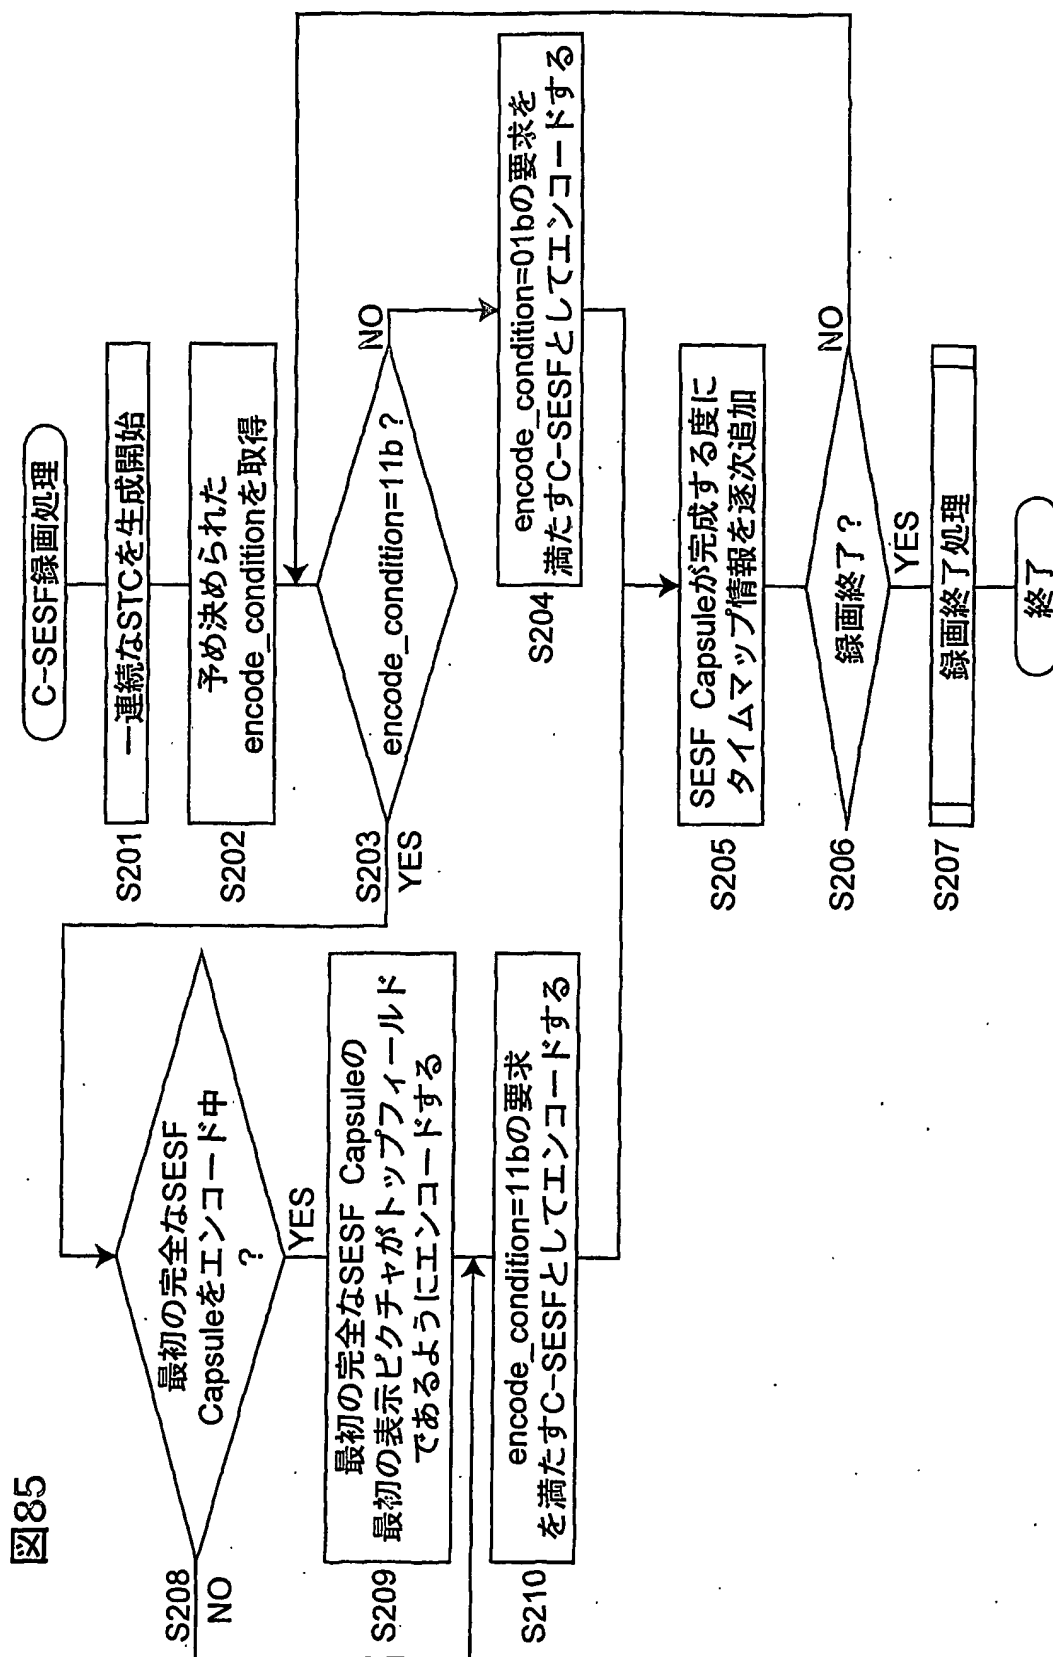 図85
C-SESF録画処理
S201
一連続なSTCを生成開始
S202
予め決められた
encode_conditionを取得
S203
encode_condition=11b ?
YES
NO
S204
encode_condition=01bの要求を
満たすC-SESFとしてエンコードする
S205
SESF Capsuleが完成する度に
タイムマップ情報を逐次追加
S206
録画終了？
NO
YES
S207
録画終了処理
終了
S208
最初の完全なSESF
Capsuleをエンコード中
？
NO
YES
S209
最初の完全なSESF Capsuleの
最初の表示ピクチャがトップフィールド
であるようにエンコードする
S210
encode_condition=11bの要求
を満たすC-SESFとしてエンコードする